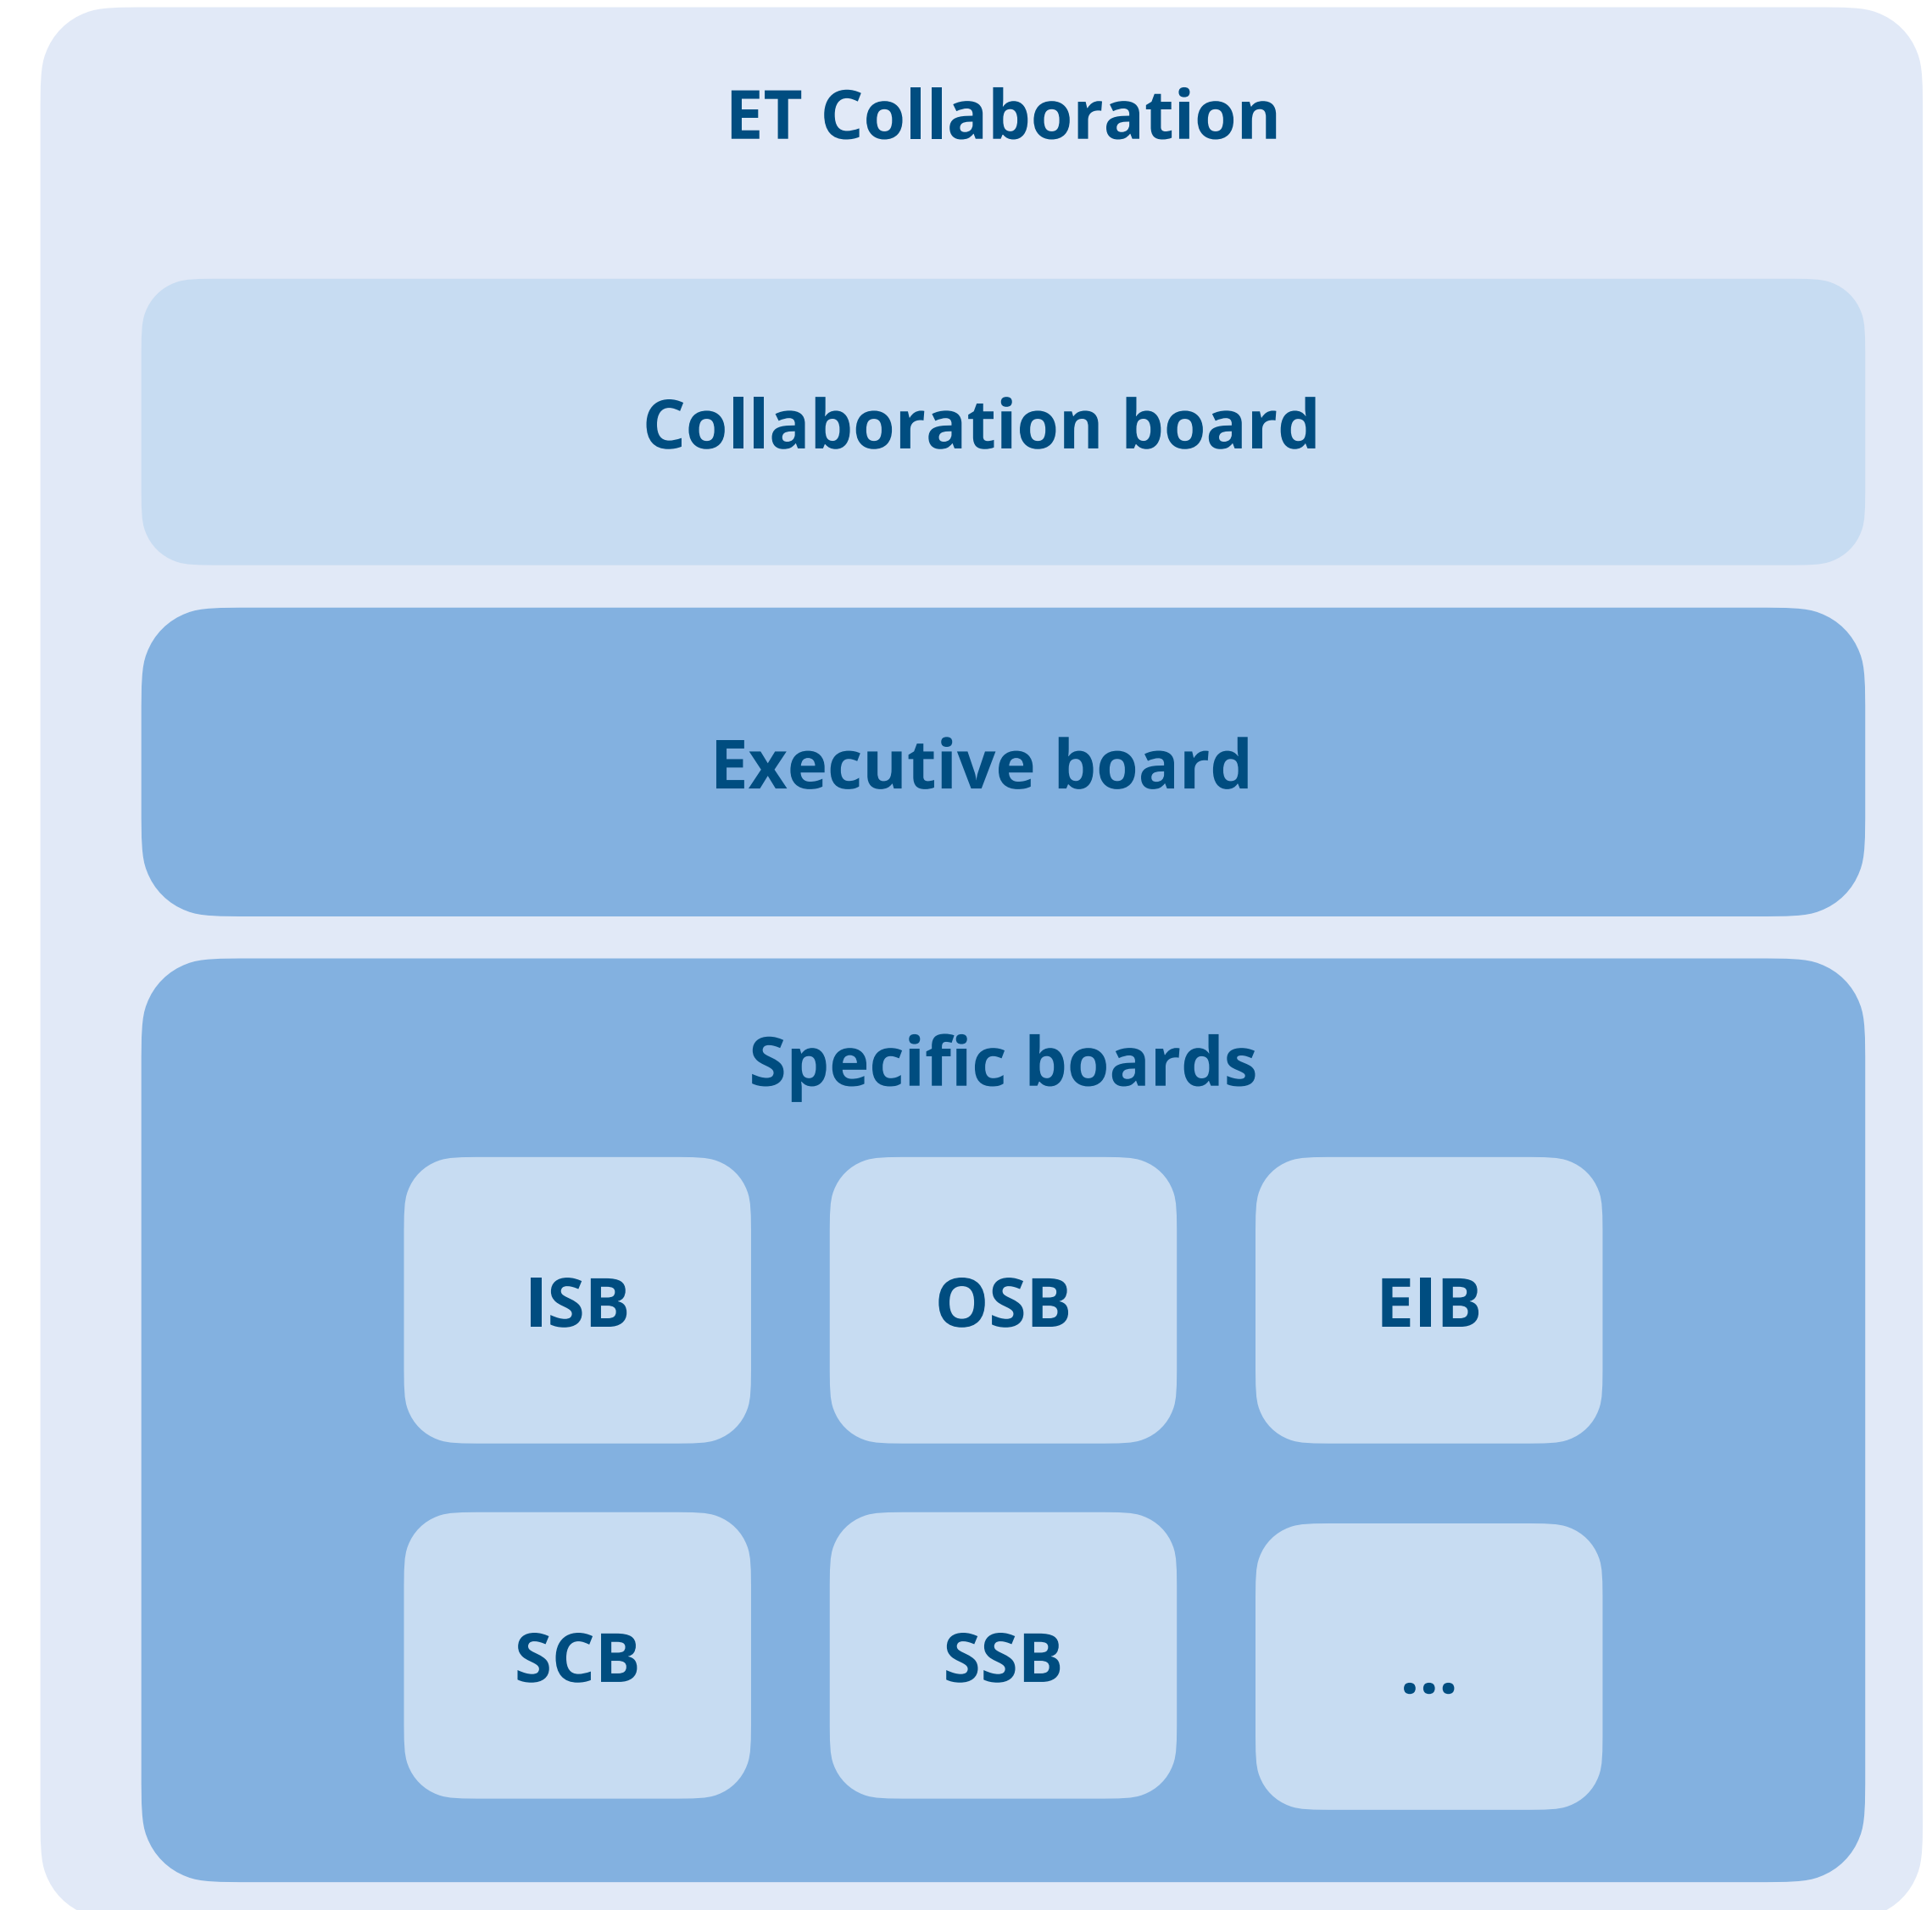 ET Collaboration
Collaboration board
Executive board
Specific boards
ISB
OSB
EIB
SCB
SSB
...